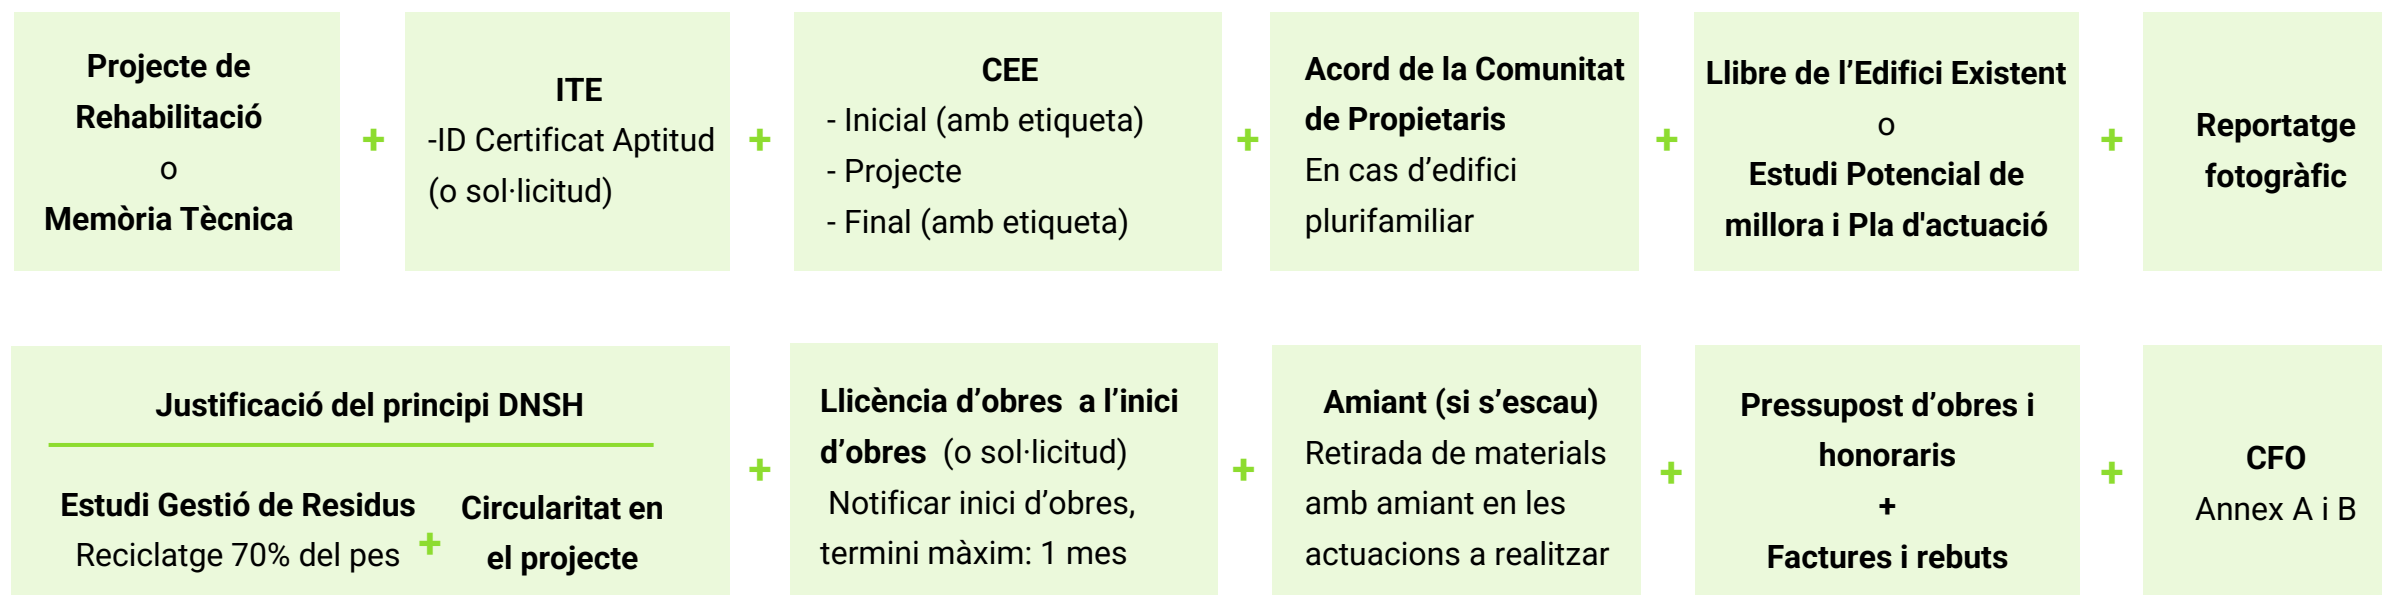 Projecte de
Rehabilitació
o
Memòria Tècnica
+
ITE
-ID Certificat Aptitud
(o sol·licitud)
+
CEE
- Inicial (amb etiqueta)
- Projecte
- Final (amb etiqueta)
+
Acord de la Comunitat
de Propietaris
En cas d’edifici
plurifamiliar
+
Llibre de l’Edifici Existent
o
Estudi Potencial de
millora i Pla d'actuació
+
Reportatge
fotogràfic
Justificació del principi DNSH
Estudi Gestió de Residus
Reciclatge 70% del pes
+
Circularitat en
el projecte
+
Llicència d’obres a l’inici
d’obres (o sol·licitud)
Notificar inici d’obres,
termini màxim: 1 mes
+
Amiant (si s’escau)
Retirada de materials
amb amiant en les
actuacions a realitzar
+
Pressupost d’obres i
honoraris
+
Factures i rebuts
+
CFO
Annex A i B